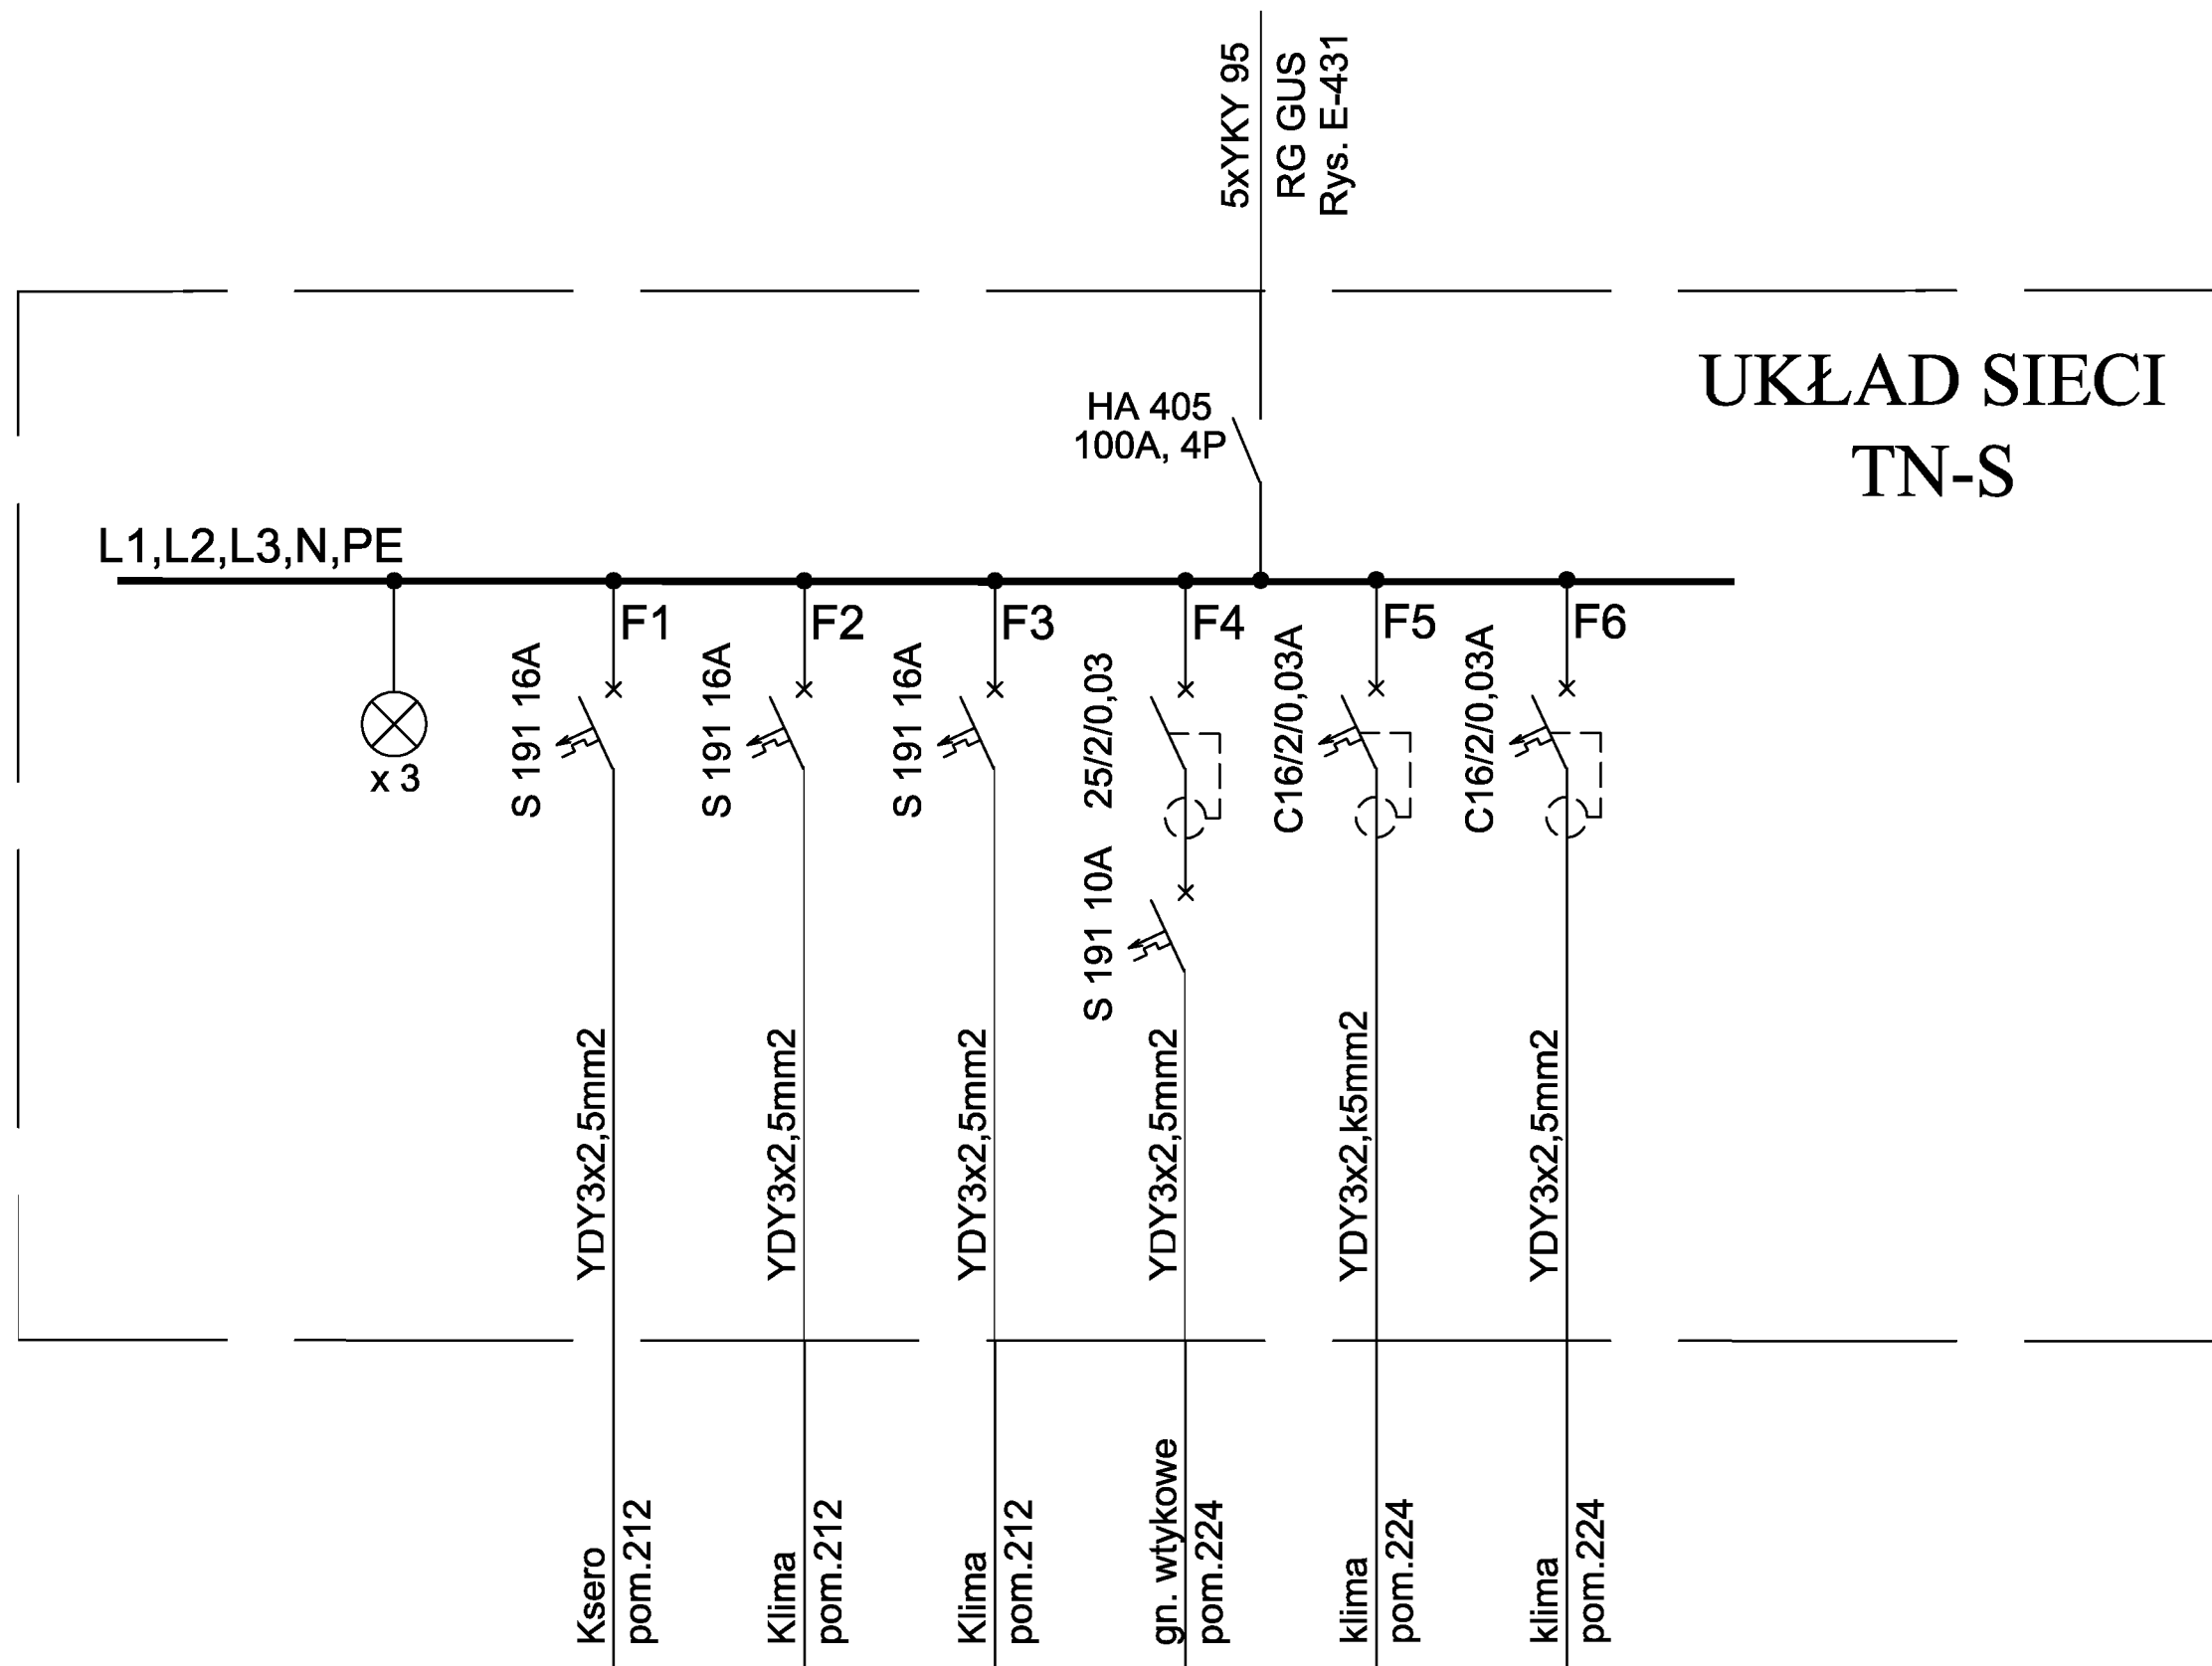 5xYKY 95
RG GUS
Rys. E-431
UKŁAD SIECI
TN-S
HA 405
100A, 4P
L1,L2,L3,N,PE
x 3
F1
S 191 16A
YDY3x2,5mm2
Ksero
pom.212
F2
S 191 16A
YDY3x2,5mm2
Klima
pom.212
F3
S 191 16A
YDY3x2,5mm2
Klima
pom.212
F4
25/2/0,03
S 191 10A
YDY3x2,5mm2
gn. wtykowe
pom.224
F5
C16/2/0,03A
YDY3x2,k5mm2
klima
pom.224
F6
C16/2/0,03A
YDY3x2,5mm2
klima
pom.224